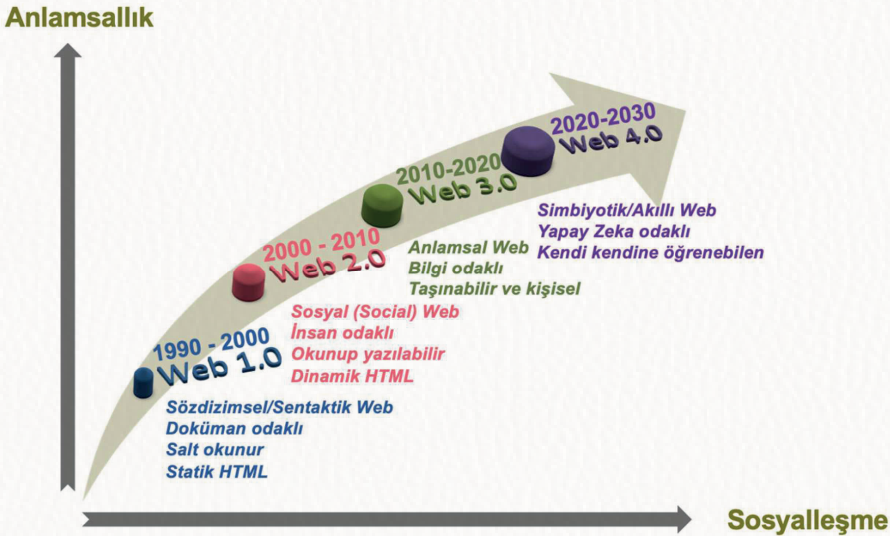 Anlamsallık
2020-2030
Web 4.0
Simbiyotik/Akıllı Web
Yapay Zeka odaklı
Kendi kendine öğrenebilen
2010-2020
Web 3.0
Anlamsal Web
Bilgi odaklı
Taşınabilir ve kişisel
2000 - 2010
Web 2.0
Sosyal (Social) Web
İnsan odaklı
Okunup yazılabilir
Dinamik HTML
1990 - 2000
Web 1.0
Sözdizimsel/Sentaktik Web
Doküman odaklı
Salt okunur
Statik HTML
Sosyalleşme